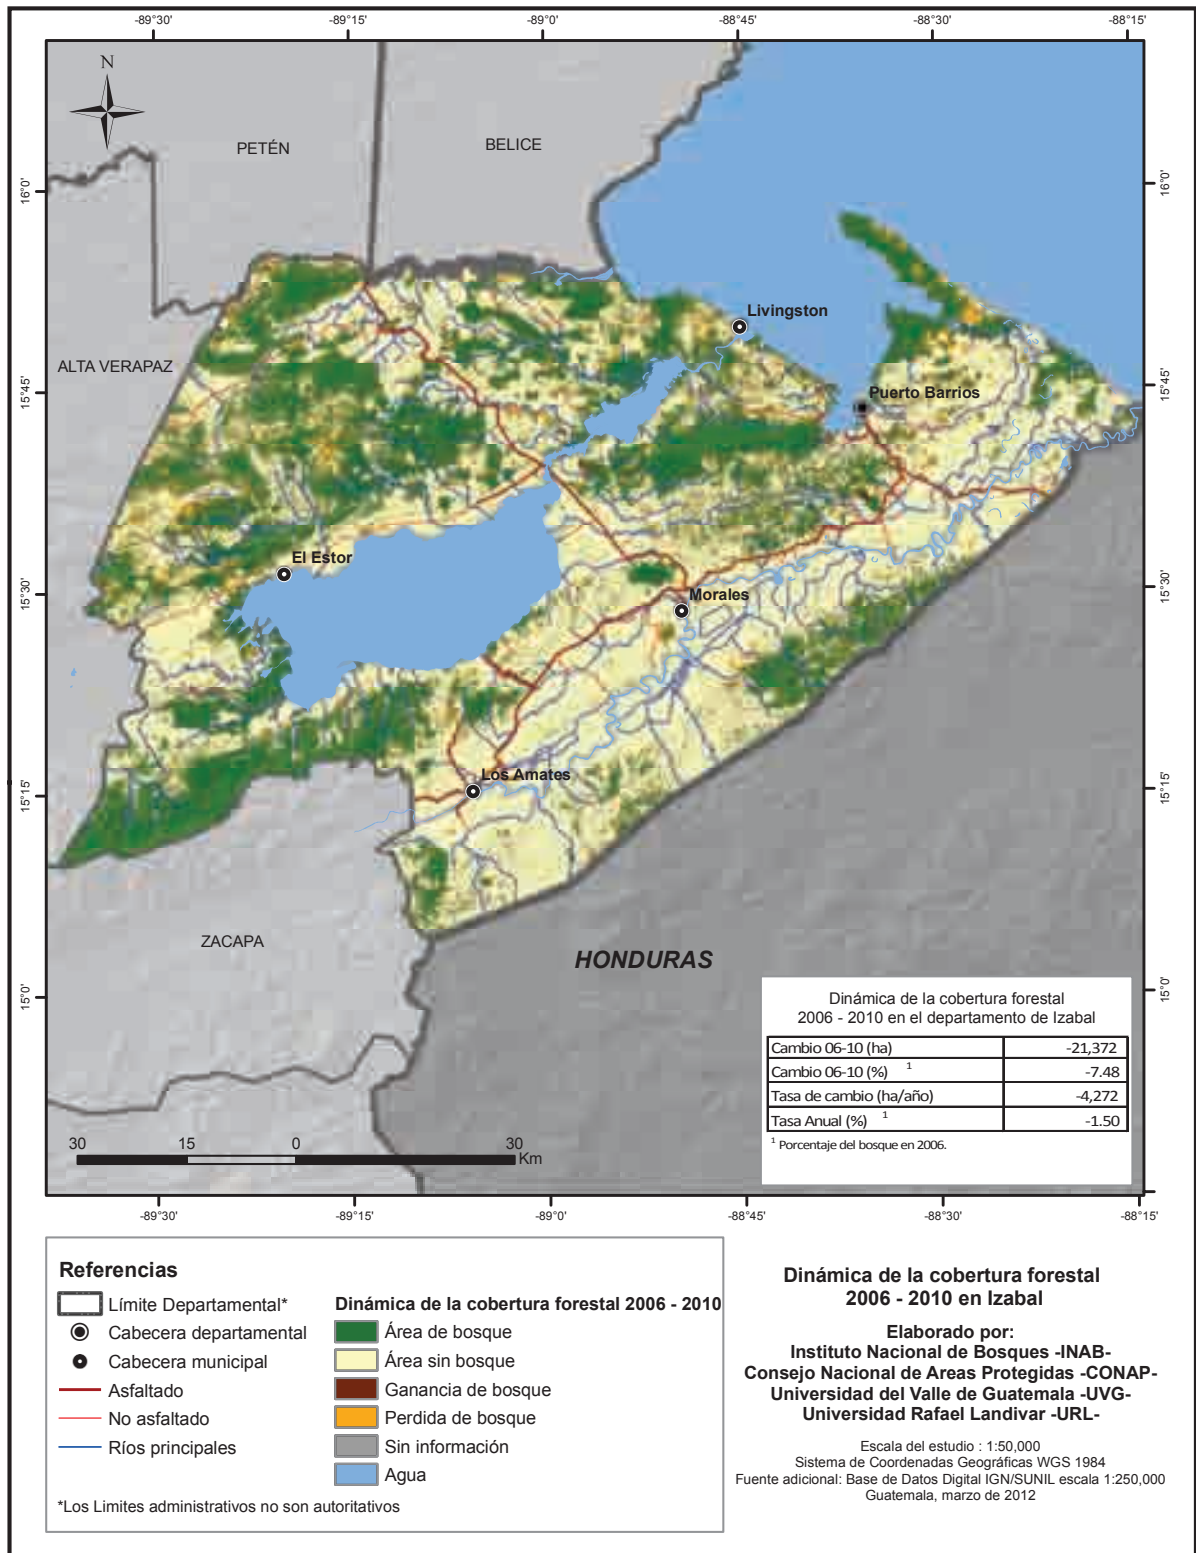 -89°30'
-89°15'
-89°0'
-88°45'
-88°30'
-88°15'
N
PETÉN
BELICE
16°0'
16°0'
Livingston
ALTA VERAPAZ
15°45'
15°45'
Puerto Barrios
El Estor
15°30'
15°30'
Morales
Los Amates
15°15'
15°15'
ZACAPA
HONDURAS
15°0'
15°0'
Dinámica de la cobertura forestal
2006 - 2010 en el departamento de Izabal
Cambio 06-10 (ha) -21,372
Cambio 06-10 (%) 1 -7.48
Tasa de cambio (ha/año) -4,272
Tasa Anual (%) 1 -1.50
1 Porcentaje del bosque en 2006.
30 15 0 30
Km
-89°30'
-89°15'
-89°0'
-88°45'
-88°30'
-88°15'
Referencias
Límite Departamental*
Cabecera departamental
Cabecera municipal
Asfaltado
No asfaltado
Ríos principales
Dinámica de la cobertura forestal 2006 - 2010
Área de bosque
Área sin bosque
Ganancia de bosque
Perdida de bosque
Sin información
Agua
*Los Limites administrativos no son autoritativos
Dinámica de la cobertura forestal
2006 - 2010 en Izabal
Elaborado por:
Instituto Nacional de Bosques -INAB-
Consejo Nacional de Areas Protegidas -CONAP-
Universidad del Valle de Guatemala -UVG-
Universidad Rafael Landivar -URL-
Escala del estudio : 1:50,000
Sistema de Coordenadas Geográficas WGS 1984
Fuente adicional: Base de Datos Digital IGN/SUNIL escala 1:250,000
Guatemala, marzo de 2012